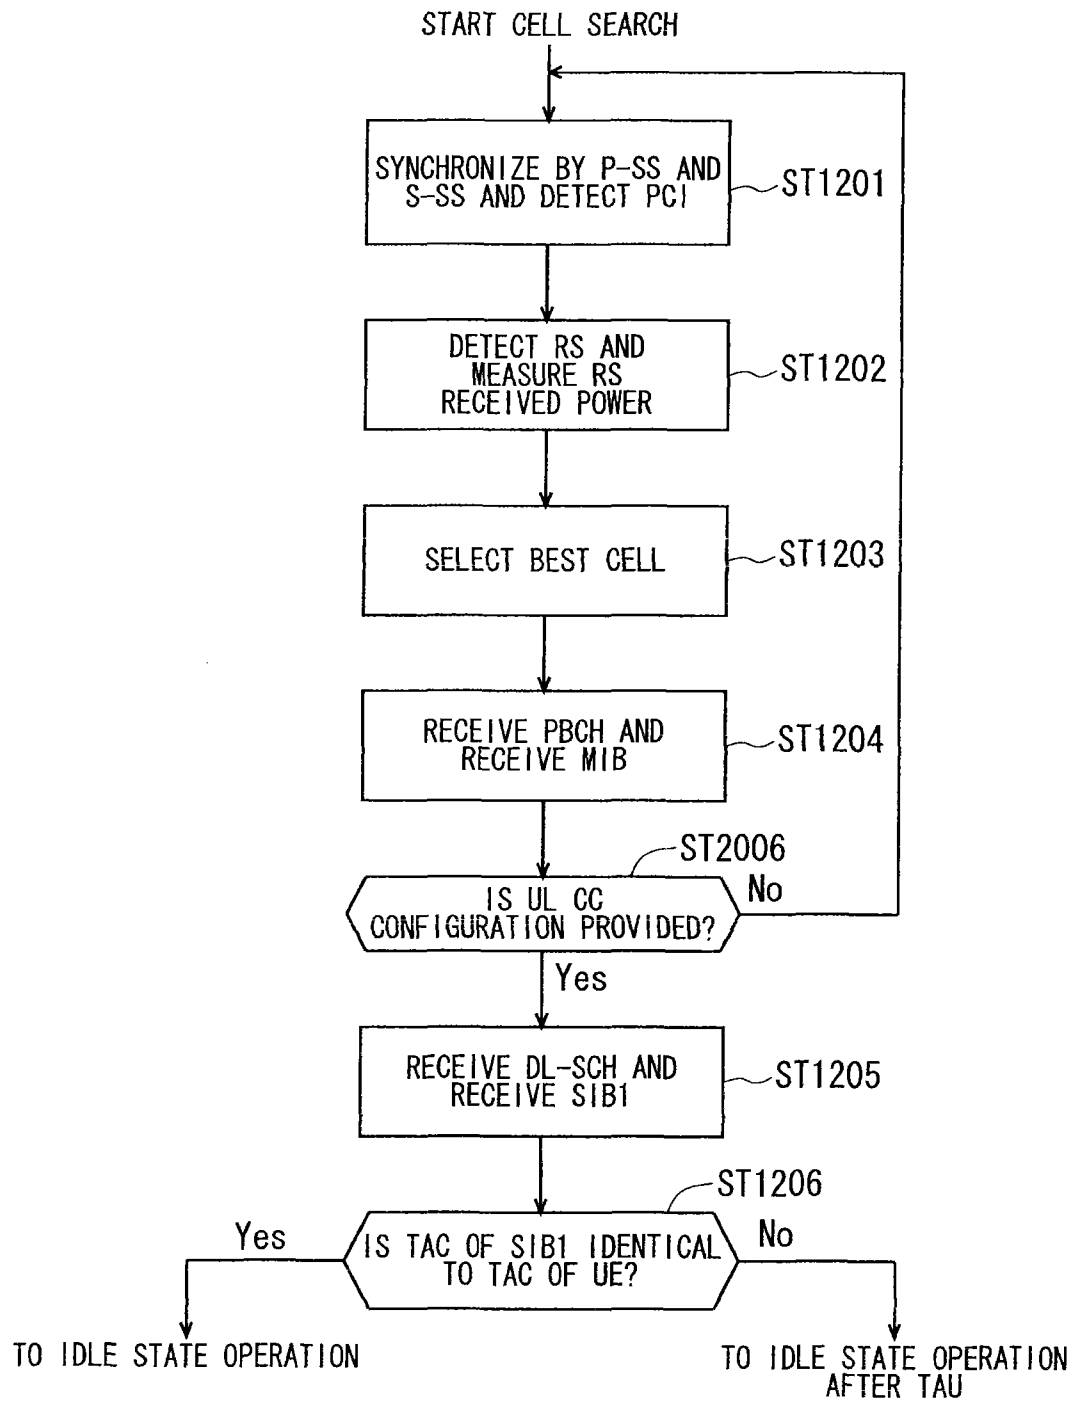 START CELL SEARCH
SYNCHRONIZE BY P-SS AND
S-SS AND DETECT PCI
ST1201
DETECT RS AND
MEASURE RS
RECEIVED POWER
ST1202
SELECT BEST CELL
ST1203
RECEIVE PBCH AND
RECEIVE MIB
ST1204
ST2006
IS UL CC
CONFIGURATION PROVIDED?
No
Yes
RECEIVE DL-SCH AND
RECEIVE SIB1
ST1205
ST1206
IS TAC OF SIB1 IDENTICAL
TO TAC OF UE?
Yes
No
TO IDLE STATE OPERATION
TO IDLE STATE OPERATION
AFTER TAU